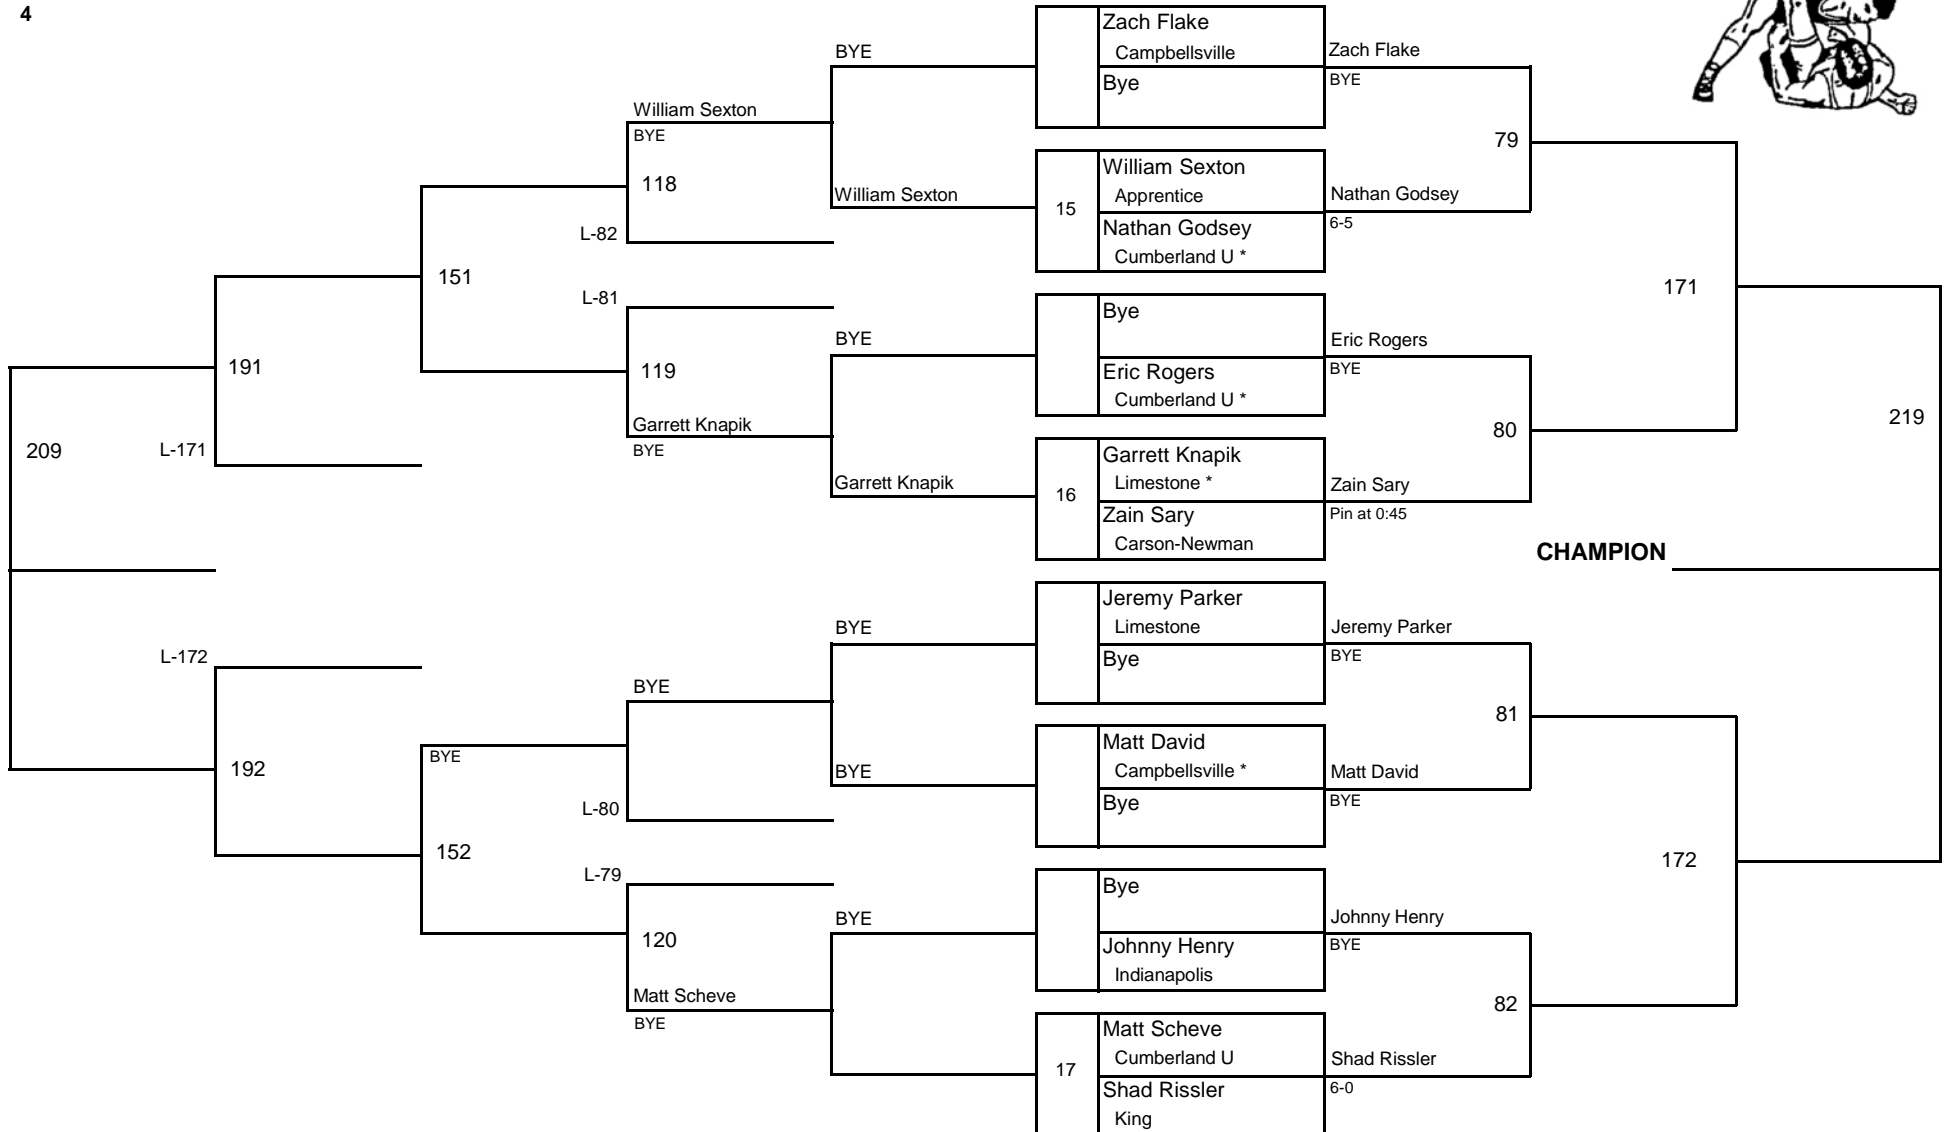 4
Zach Flake
Campbellsville
Bye
BYE
Zach Flake
BYE
William Sexton
BYE
118
William Sexton
15
William Sexton
Apprentice
Nathan Godsey
Cumberland U *
Nathan Godsey
6-5
79
L-82
151
L-81
171
BYE
Bye
Eric Rogers
Cumberland U *
Eric Rogers
BYE
119
191
Garrett Knapik
BYE
Garrett Knapik
16
Garrett Knapik
Limestone *
Zain Sary
Carson-Newman
Zain Sary
Pin at 0:45
80
219
209
L-171
CHAMPION
Jeremy Parker
Limestone
Bye
BYE
Jeremy Parker
BYE
L-172
BYE
81
Matt David
Campbellsville *
Bye
BYE
Matt David
BYE
192
BYE
L-80
152
L-79
172
Bye
Johnny Henry
Indianapolis
BYE
Johnny Henry
BYE
120
Matt Scheve
BYE
82
17
Matt Scheve
Cumberland U
Shad Rissler
King
Shad Rissler
6-0